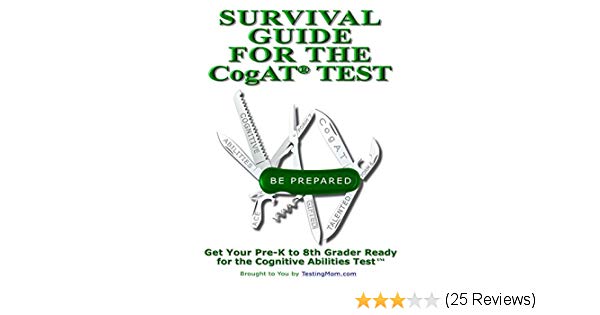 SURVIVAL
GUIDE
FOR THE
CogAT® TEST
COGNITIVE
ABILITIES
CogAT
BE PREPARED
ACE
GIFTED
TALENTED
Get Your Pre-K to 8th Grader Ready
for the Cognitive Abilities Test™
Brought to You by TestingMom.com
(25 Reviews)